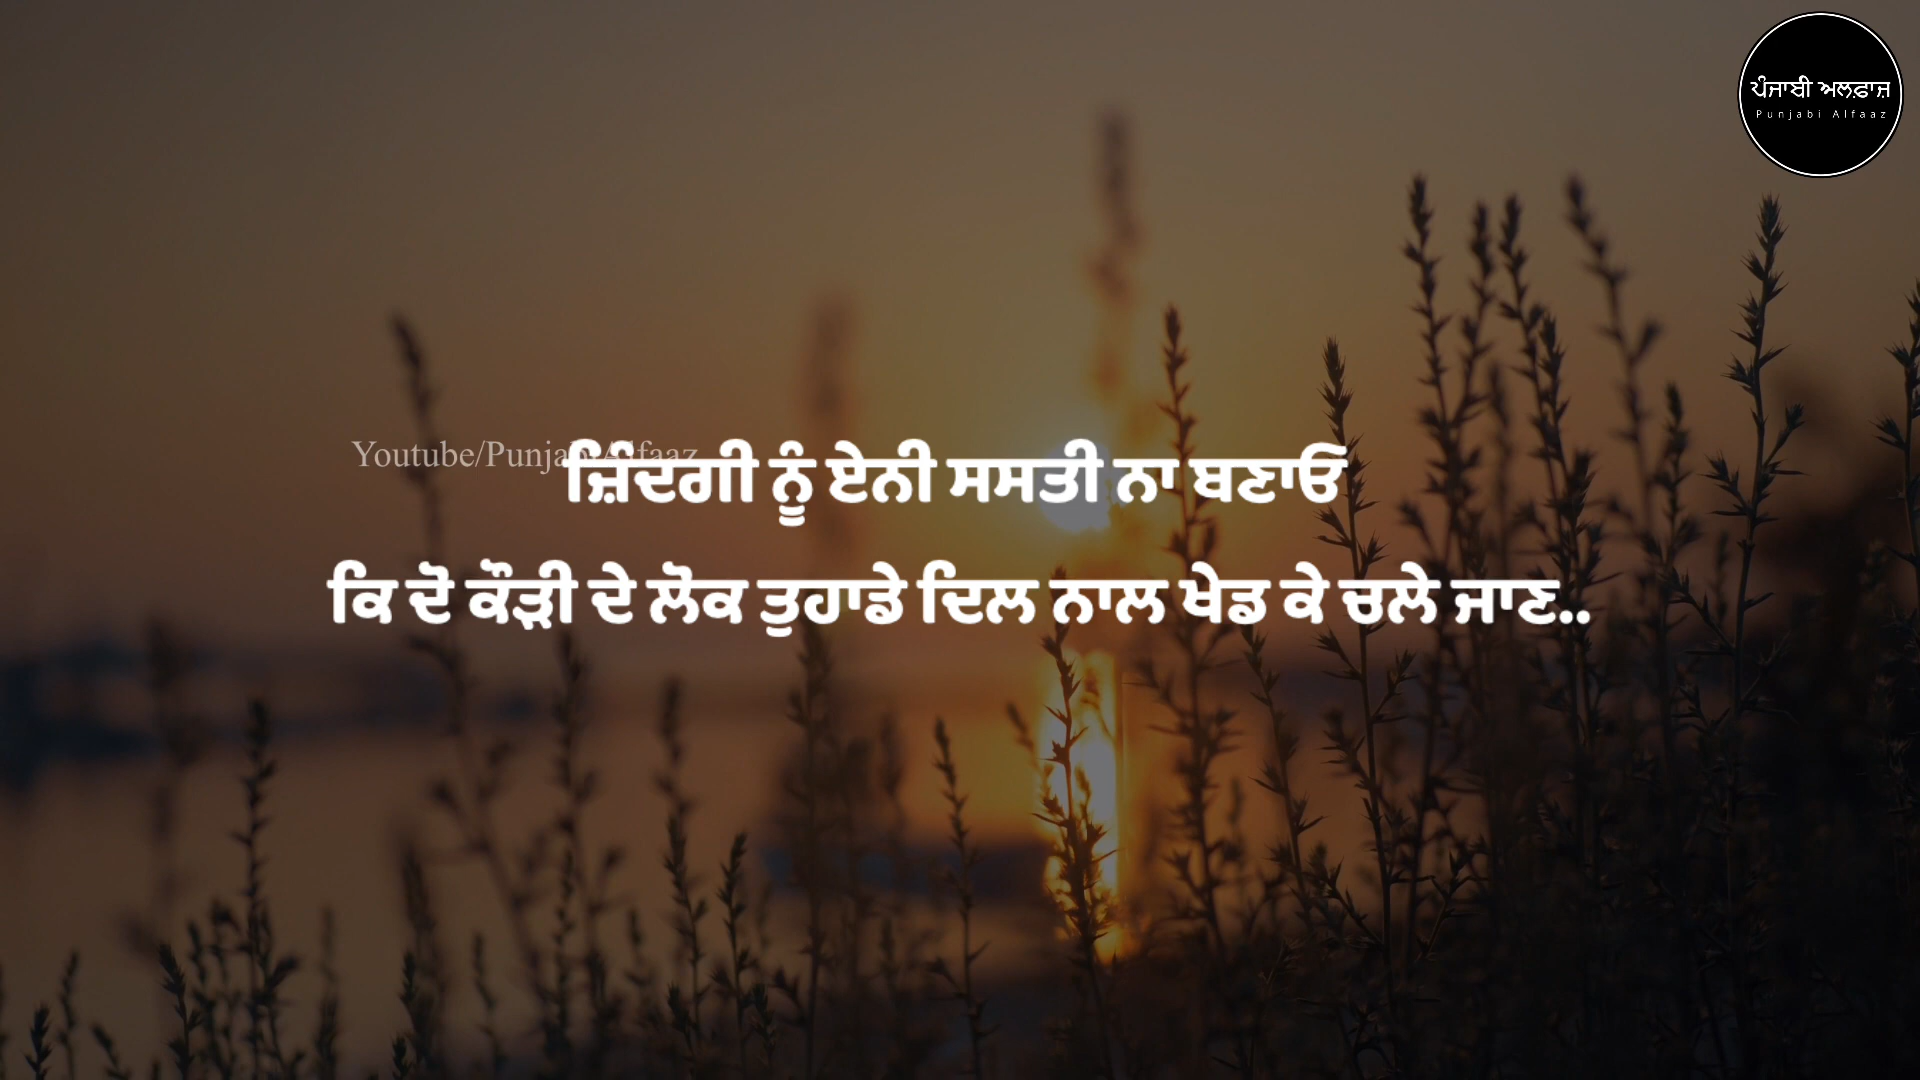 ਪੰਜਾਬੀ ਅਲਫ਼ਾਜ਼
Punjabi Alfaaz
Youtube/Punjabi Alfaaz
ਜ਼ਿੰਦਗੀ ਨੂੰ ਏਨੀ ਸਸਤੀ ਨਾ ਬਣਾਓ
ਕਿ ਦੋ ਕੌੜੀ ਦੇ ਲੋਕ ਤੁਹਾਡੇ ਦਿਲ ਨਾਲ ਖੇਡ ਕੇ ਚਲੇ ਜਾਣ..